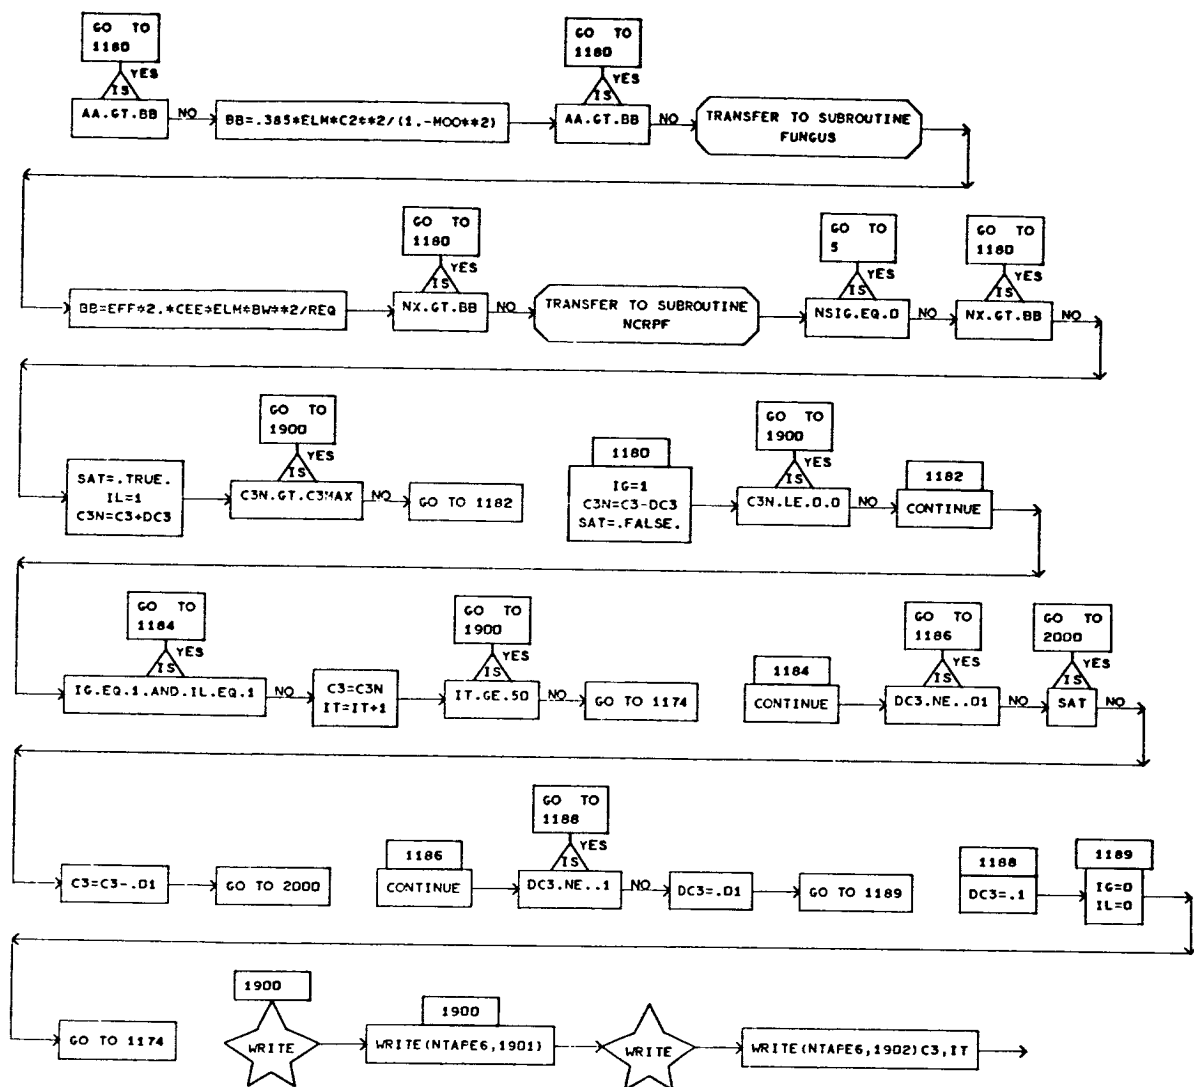 GO TO
1180
YES
IS
AA.GT.BB
NO
BB=.385*ELM*C2**2/(1.-MOO**2)
GO TO
1180
YES
IS
AA.GT.BB
NO
TRANSFER TO SUBROUTINE
FUNGUS
BB=EFF*2.*CEE*ELM*BW**2/REQ
GO TO
1180
YES
IS
NX.GT.BB
NO
TRANSFER TO SUBROUTINE
NCRPF
GO TO
5
YES
IS
NSIG.EQ.0
NO
GO TO
1180
YES
IS
NX.GT.BB
NO
SAT=.TRUE.
IL=1
C3N=C3+DC3
GO TO
1900
YES
IS
C3N.GT.C3MAX
NO
GO TO 1182
1180
IG=1
C3N=C3-DC3
SAT=.FALSE.
GO TO
1900
YES
IS
C3N.LE.0.0
NO
1182
CONTINUE
GO TO
1184
YES
IS
IG.EQ.1.AND.IL.EQ.1
NO
C3=C3N
IT=IT+1
GO TO
1900
YES
IS
IT.GE.50
NO
GO TO 1174
1184
CONTINUE
GO TO
1186
YES
IS
DC3.NE..01
NO
GO TO
2000
YES
IS
SAT
NO
C3=C3-.01
GO TO 2000
1186
CONTINUE
GO TO
1188
YES
IS
DC3.NE..1
NO
DC3=.01
GO TO 1189
1188
DC3=.1
1189
IG=0
IL=0
GO TO 1174
1900
WRITE
1900
WRITE(NTAPE6,1901)
WRITE
WRITE(NTAPE6,1902)C3,IT